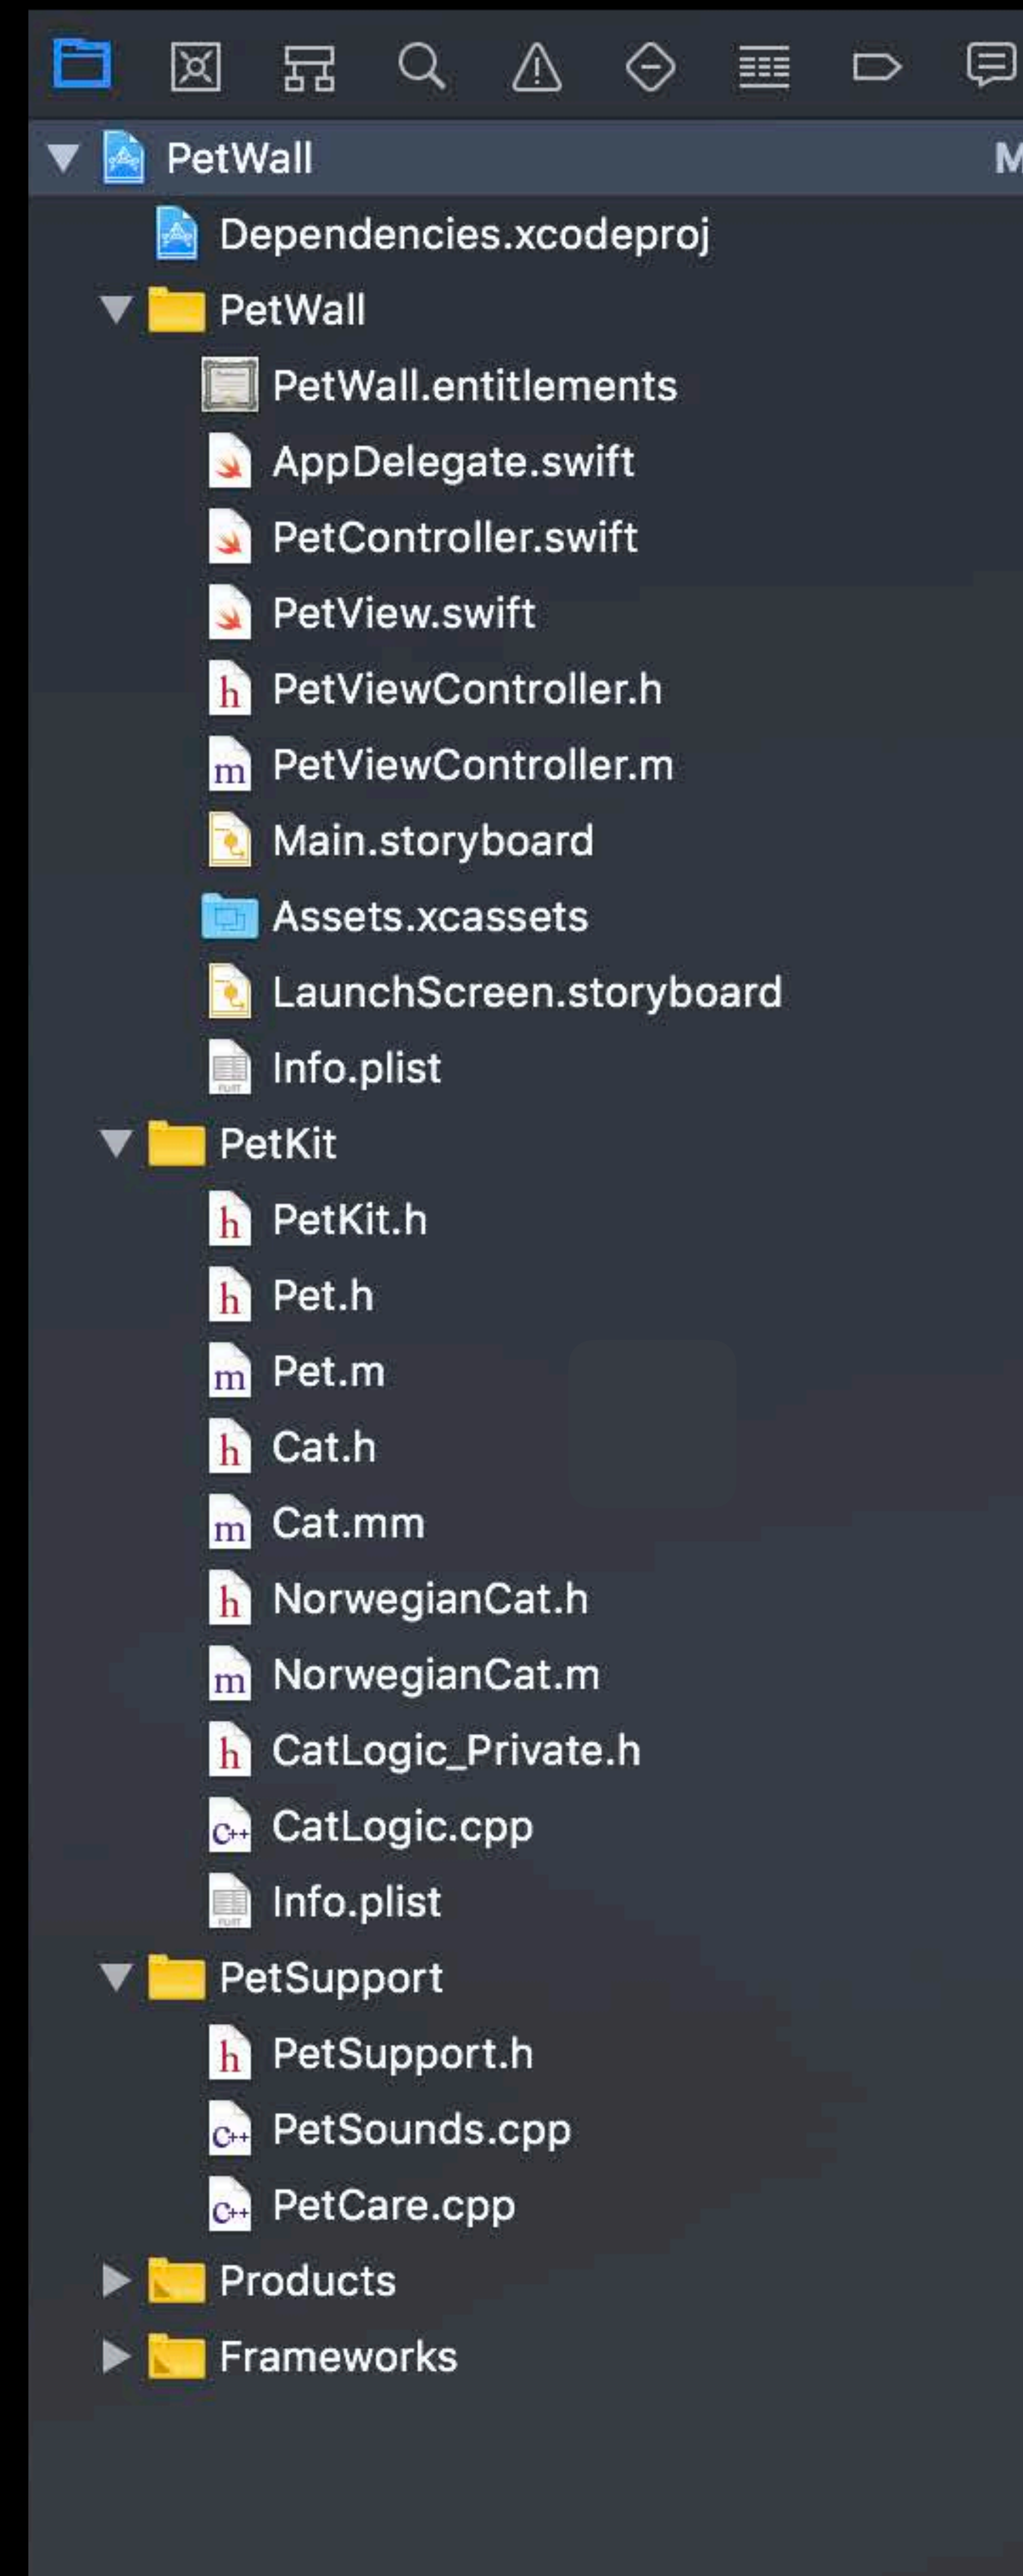 PetWall M
Dependencies.xcodeproj
PetWall
PetWall.entitlements
AppDelegate.swift
PetController.swift
PetView.swift
h PetViewController.h
m PetViewController.m
Main.storyboard
Assets.xcassets
LaunchScreen.storyboard
PLIST Info.plist
PetKit
h PetKit.h
h Pet.h
m Pet.m
h Cat.h
m Cat.mm
h NorwegianCat.h
m NorwegianCat.m
h CatLogic_Private.h
C++ CatLogic.cpp
PLIST Info.plist
PetSupport
h PetSupport.h
C++ PetSounds.cpp
C++ PetCare.cpp
Products
Frameworks